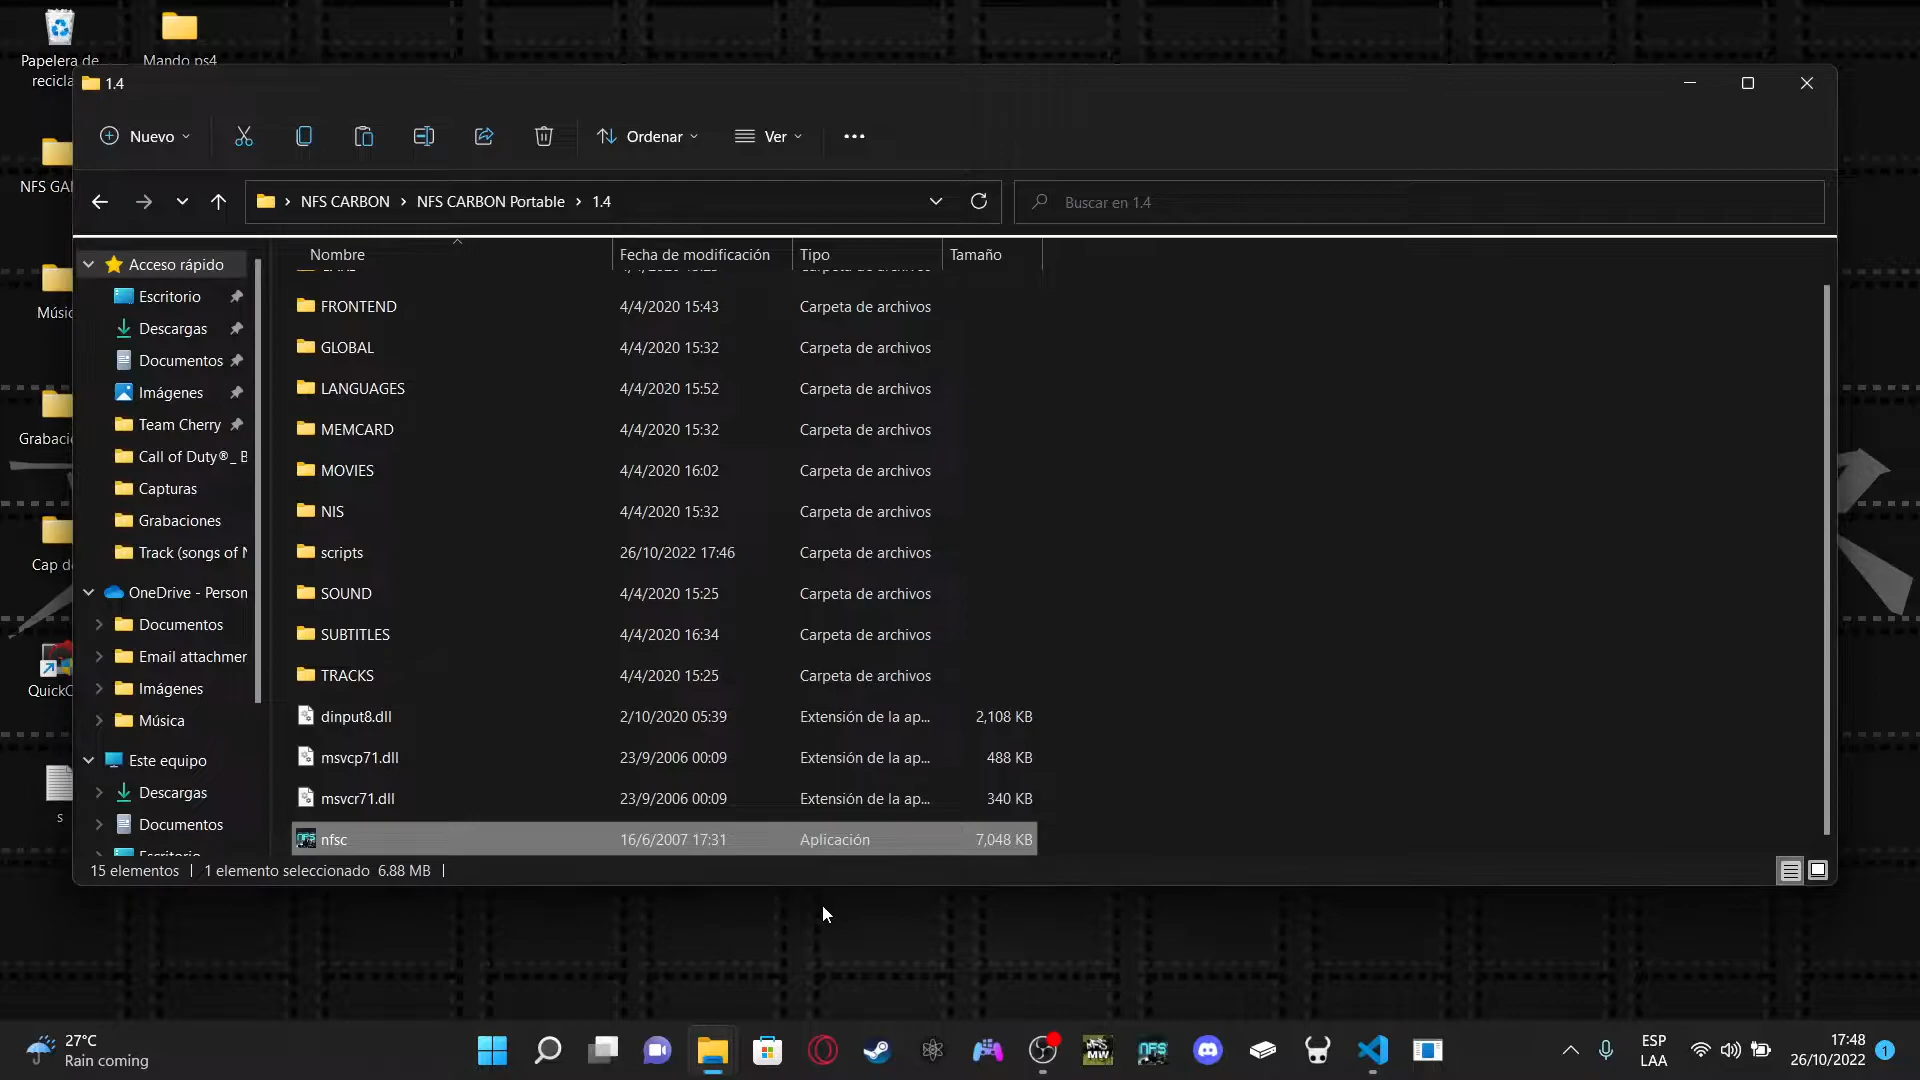 Papelera de
recicla
Mando ps4
1.4
Nuevo
Ordenar
Ver
NFS CARBON
NFS CARBON Portable
1.4
Buscar en 1.4
Nombre
Fecha de modificación
Tipo
Tamaño
FRONTEND 4/4/2020 15:43 Carpeta de archivos
GLOBAL 4/4/2020 15:32 Carpeta de archivos
LANGUAGES 4/4/2020 15:52 Carpeta de archivos
MEMCARD 4/4/2020 15:32 Carpeta de archivos
MOVIES 4/4/2020 16:02 Carpeta de archivos
NIS 4/4/2020 15:32 Carpeta de archivos
scripts 26/10/2022 17:46 Carpeta de archivos
SOUND 4/4/2020 15:25 Carpeta de archivos
SUBTITLES 4/4/2020 16:34 Carpeta de archivos
TRACKS 4/4/2020 15:25 Carpeta de archivos
dinput8.dll 2/10/2020 05:39 Extensión de la ap... 2,108 KB
msvcp71.dll 23/9/2006 00:09 Extensión de la ap... 488 KB
msvcr71.dll 23/9/2006 00:09 Extensión de la ap... 340 KB
nfsc 16/6/2007 17:31 Aplicación 7,048 KB
Acceso rápido
Escritorio
Descargas
Documentos
Imágenes
Team Cherry
Call of Duty®_ B
Capturas
Grabaciones
Track (songs of N
OneDrive - Person
Documentos
Email attachmer
Imágenes
Música
Este equipo
Descargas
Documentos
Escritorio
15 elementos
1 elemento seleccionado 6.88 MB
NFS GA
Músic
Grabaci
Cap d
QuickC
s
27°C
Rain coming
NFS
MW
NFS
ESP
LAA
17:48
26/10/2022
1